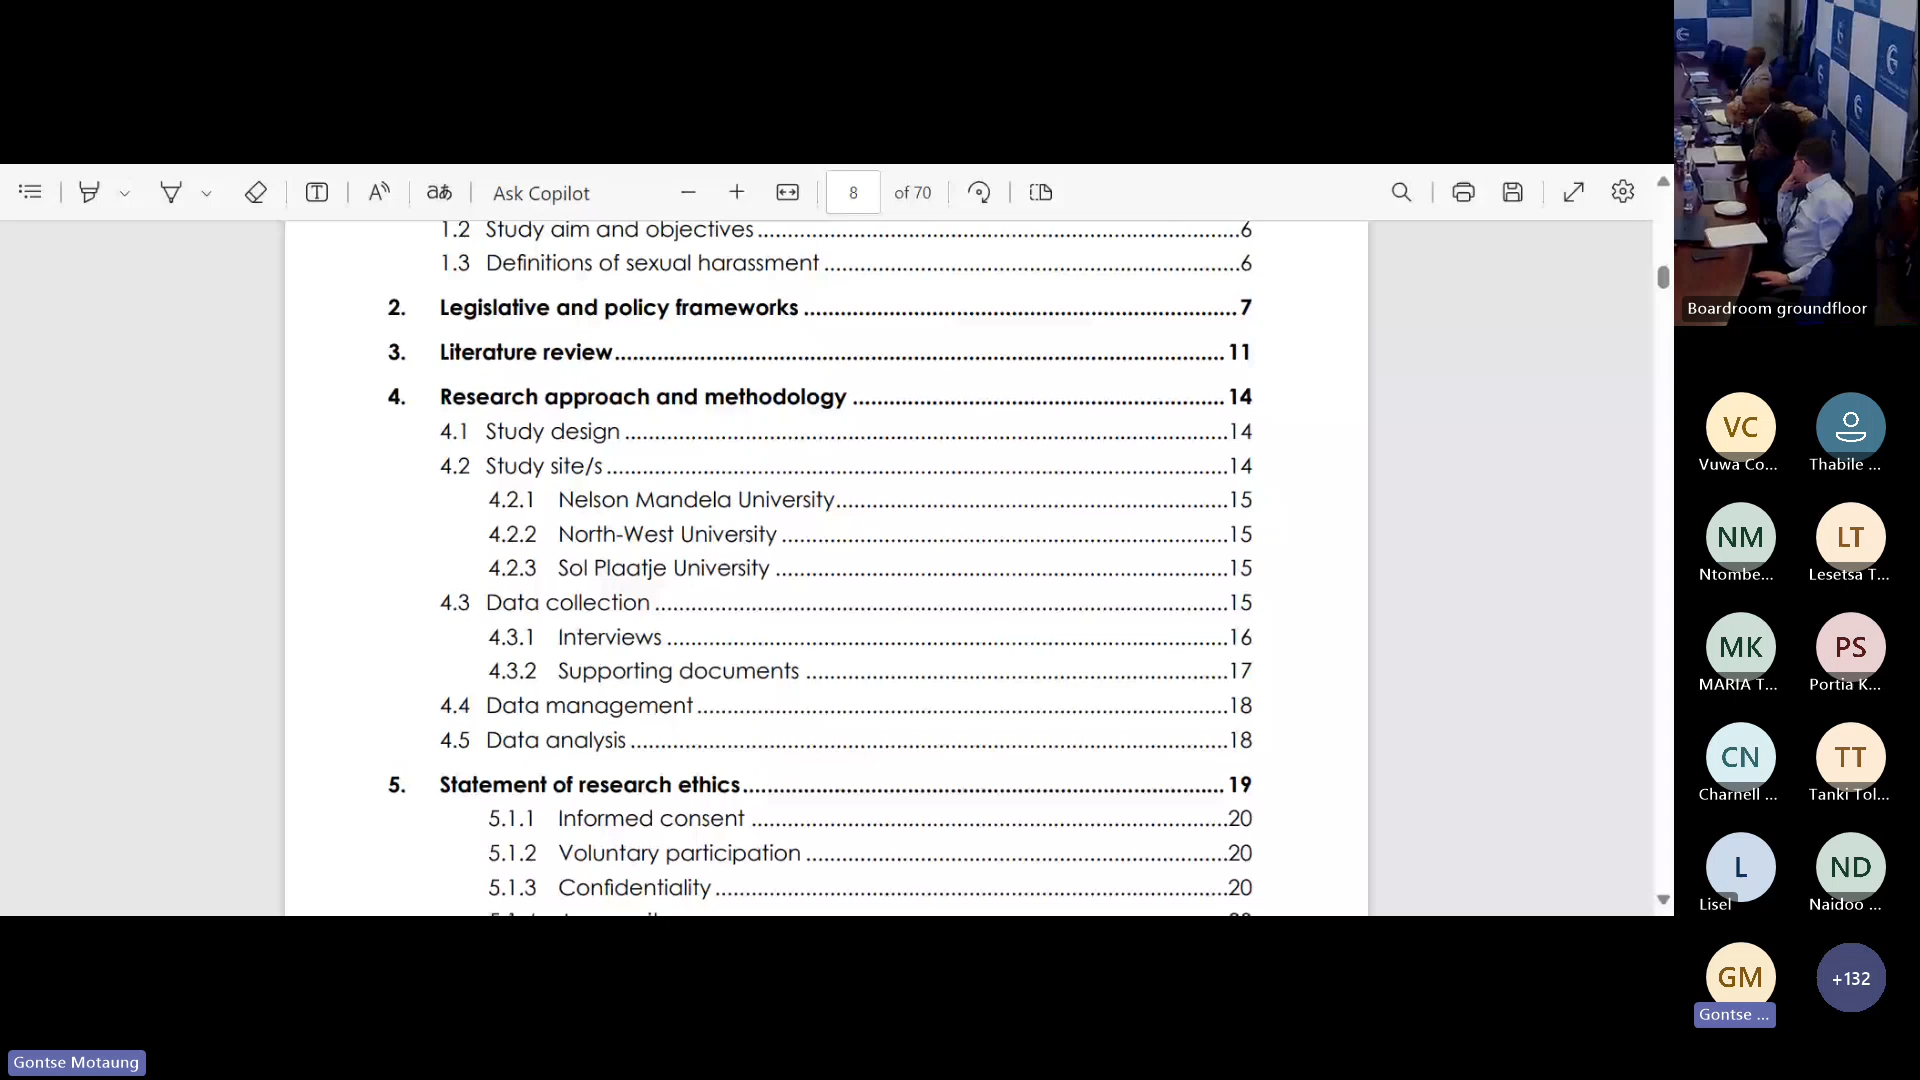 Ask Copilot
8 of 70
1.2 Study aim and objectives ........ 6
1.3 Definitions of sexual harassment ........ 6
2. Legislative and policy frameworks ........ 7
3. Literature review ........ 11
4. Research approach and methodology ........ 14
4.1 Study design ........ 14
4.2 Study site/s ........ 14
4.2.1 Nelson Mandela University ........ 15
4.2.2 North-West University ........ 15
4.2.3 Sol Plaatje University ........ 15
4.3 Data collection ........ 15
4.3.1 Interviews ........ 16
4.3.2 Supporting documents ........ 17
4.4 Data management ........ 18
4.5 Data analysis ........ 18
5. Statement of research ethics ........ 19
5.1.1 Informed consent ........ 20
5.1.2 Voluntary participation ........ 20
5.1.3 Confidentiality ........ 20
Boardroom groundfloor
VC
Vuwa Co...
Thabile ...
NM
Ntombe...
LT
Lesetsa T...
MK
MARIA T...
PS
Portia K...
CN
Charnell ...
TT
Tanki Tol...
L
Lisel
ND
Naidoo ...
GM
Gontse ...
+132
Gontse Motaung